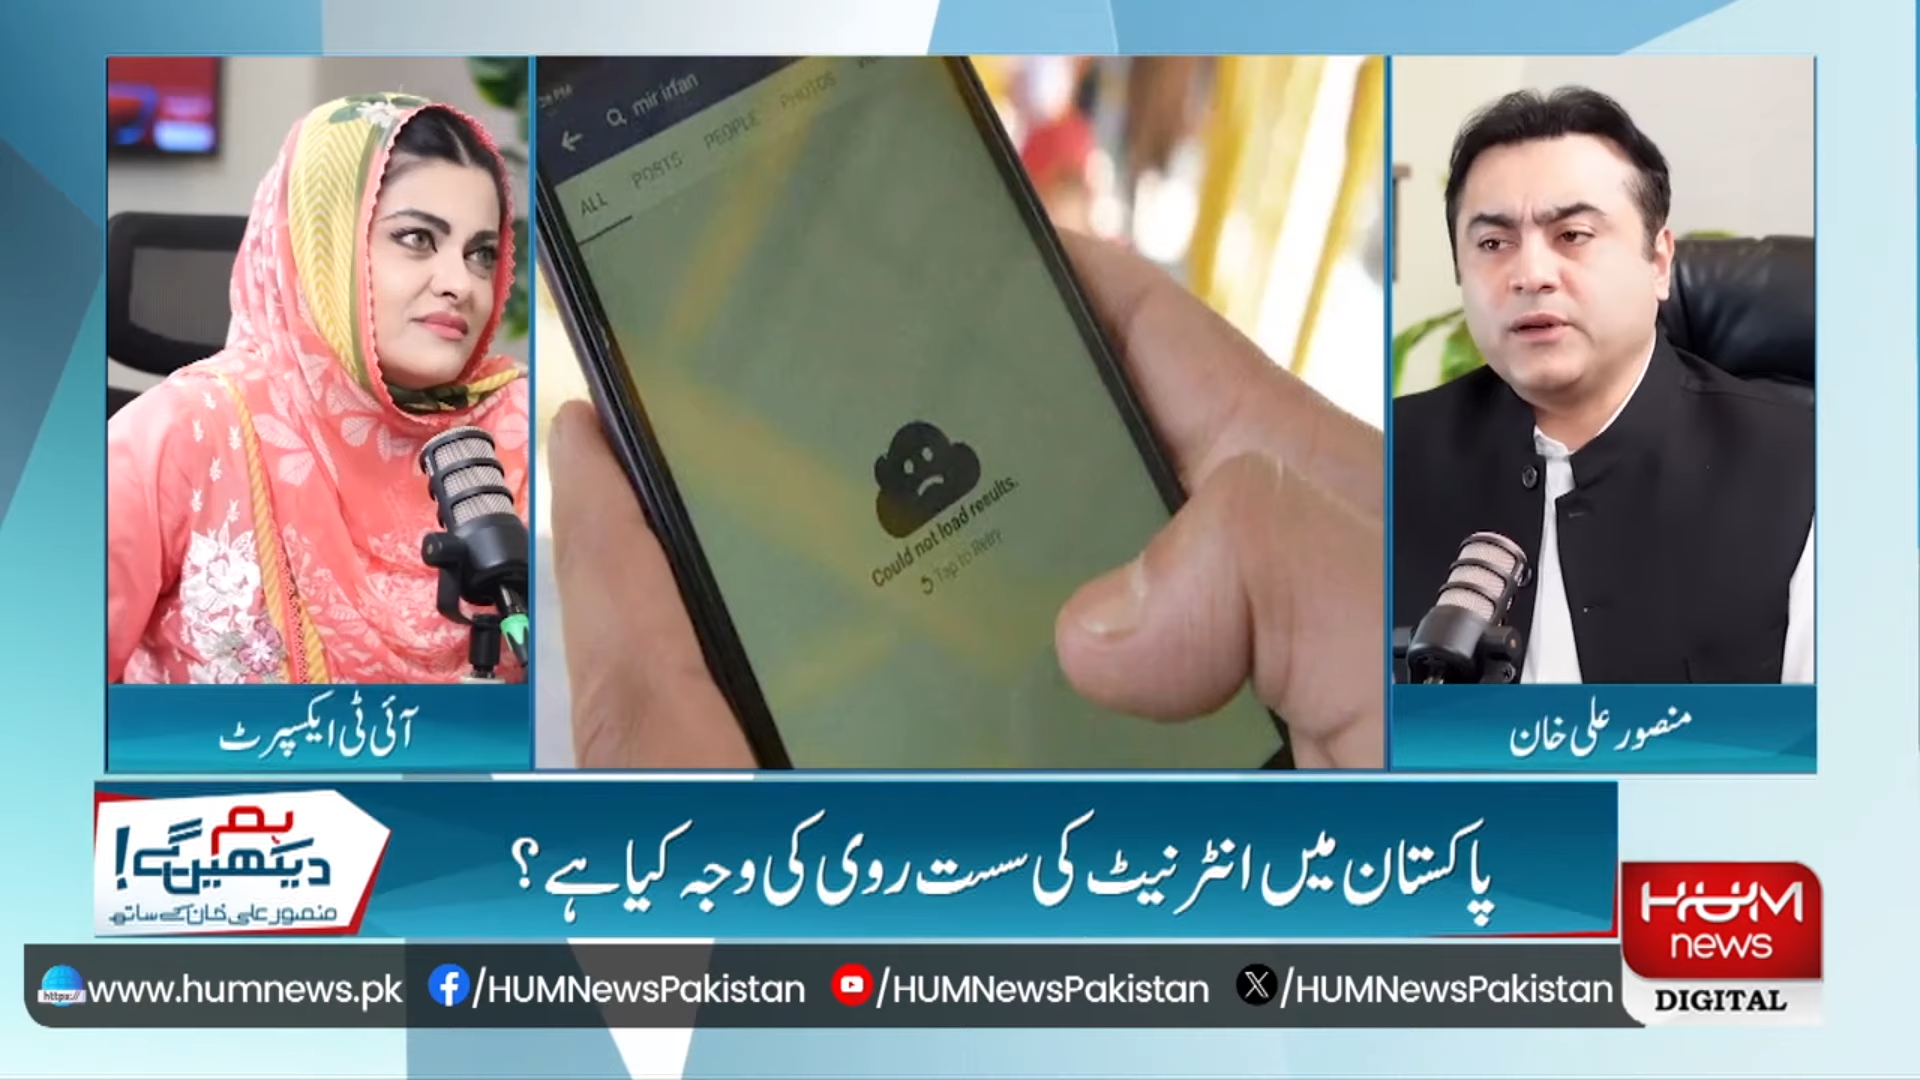 mir irfan
ALL POSTS PEOPLE PHOTOS
Could not load results.
Tap to Retry
آئی ٹی ایکسپرٹ
منصور علی خان
ہم
دیکھیں گے!
منصور علی خان کے ساتھ
پاکستان میں انٹرنیٹ کی سست روی کی وجہ کیا ہے؟
HUM
news
DIGITAL
https://
www.humnews.pk /HUMNewsPakistan /HUMNewsPakistan /HUMNewsPakistan